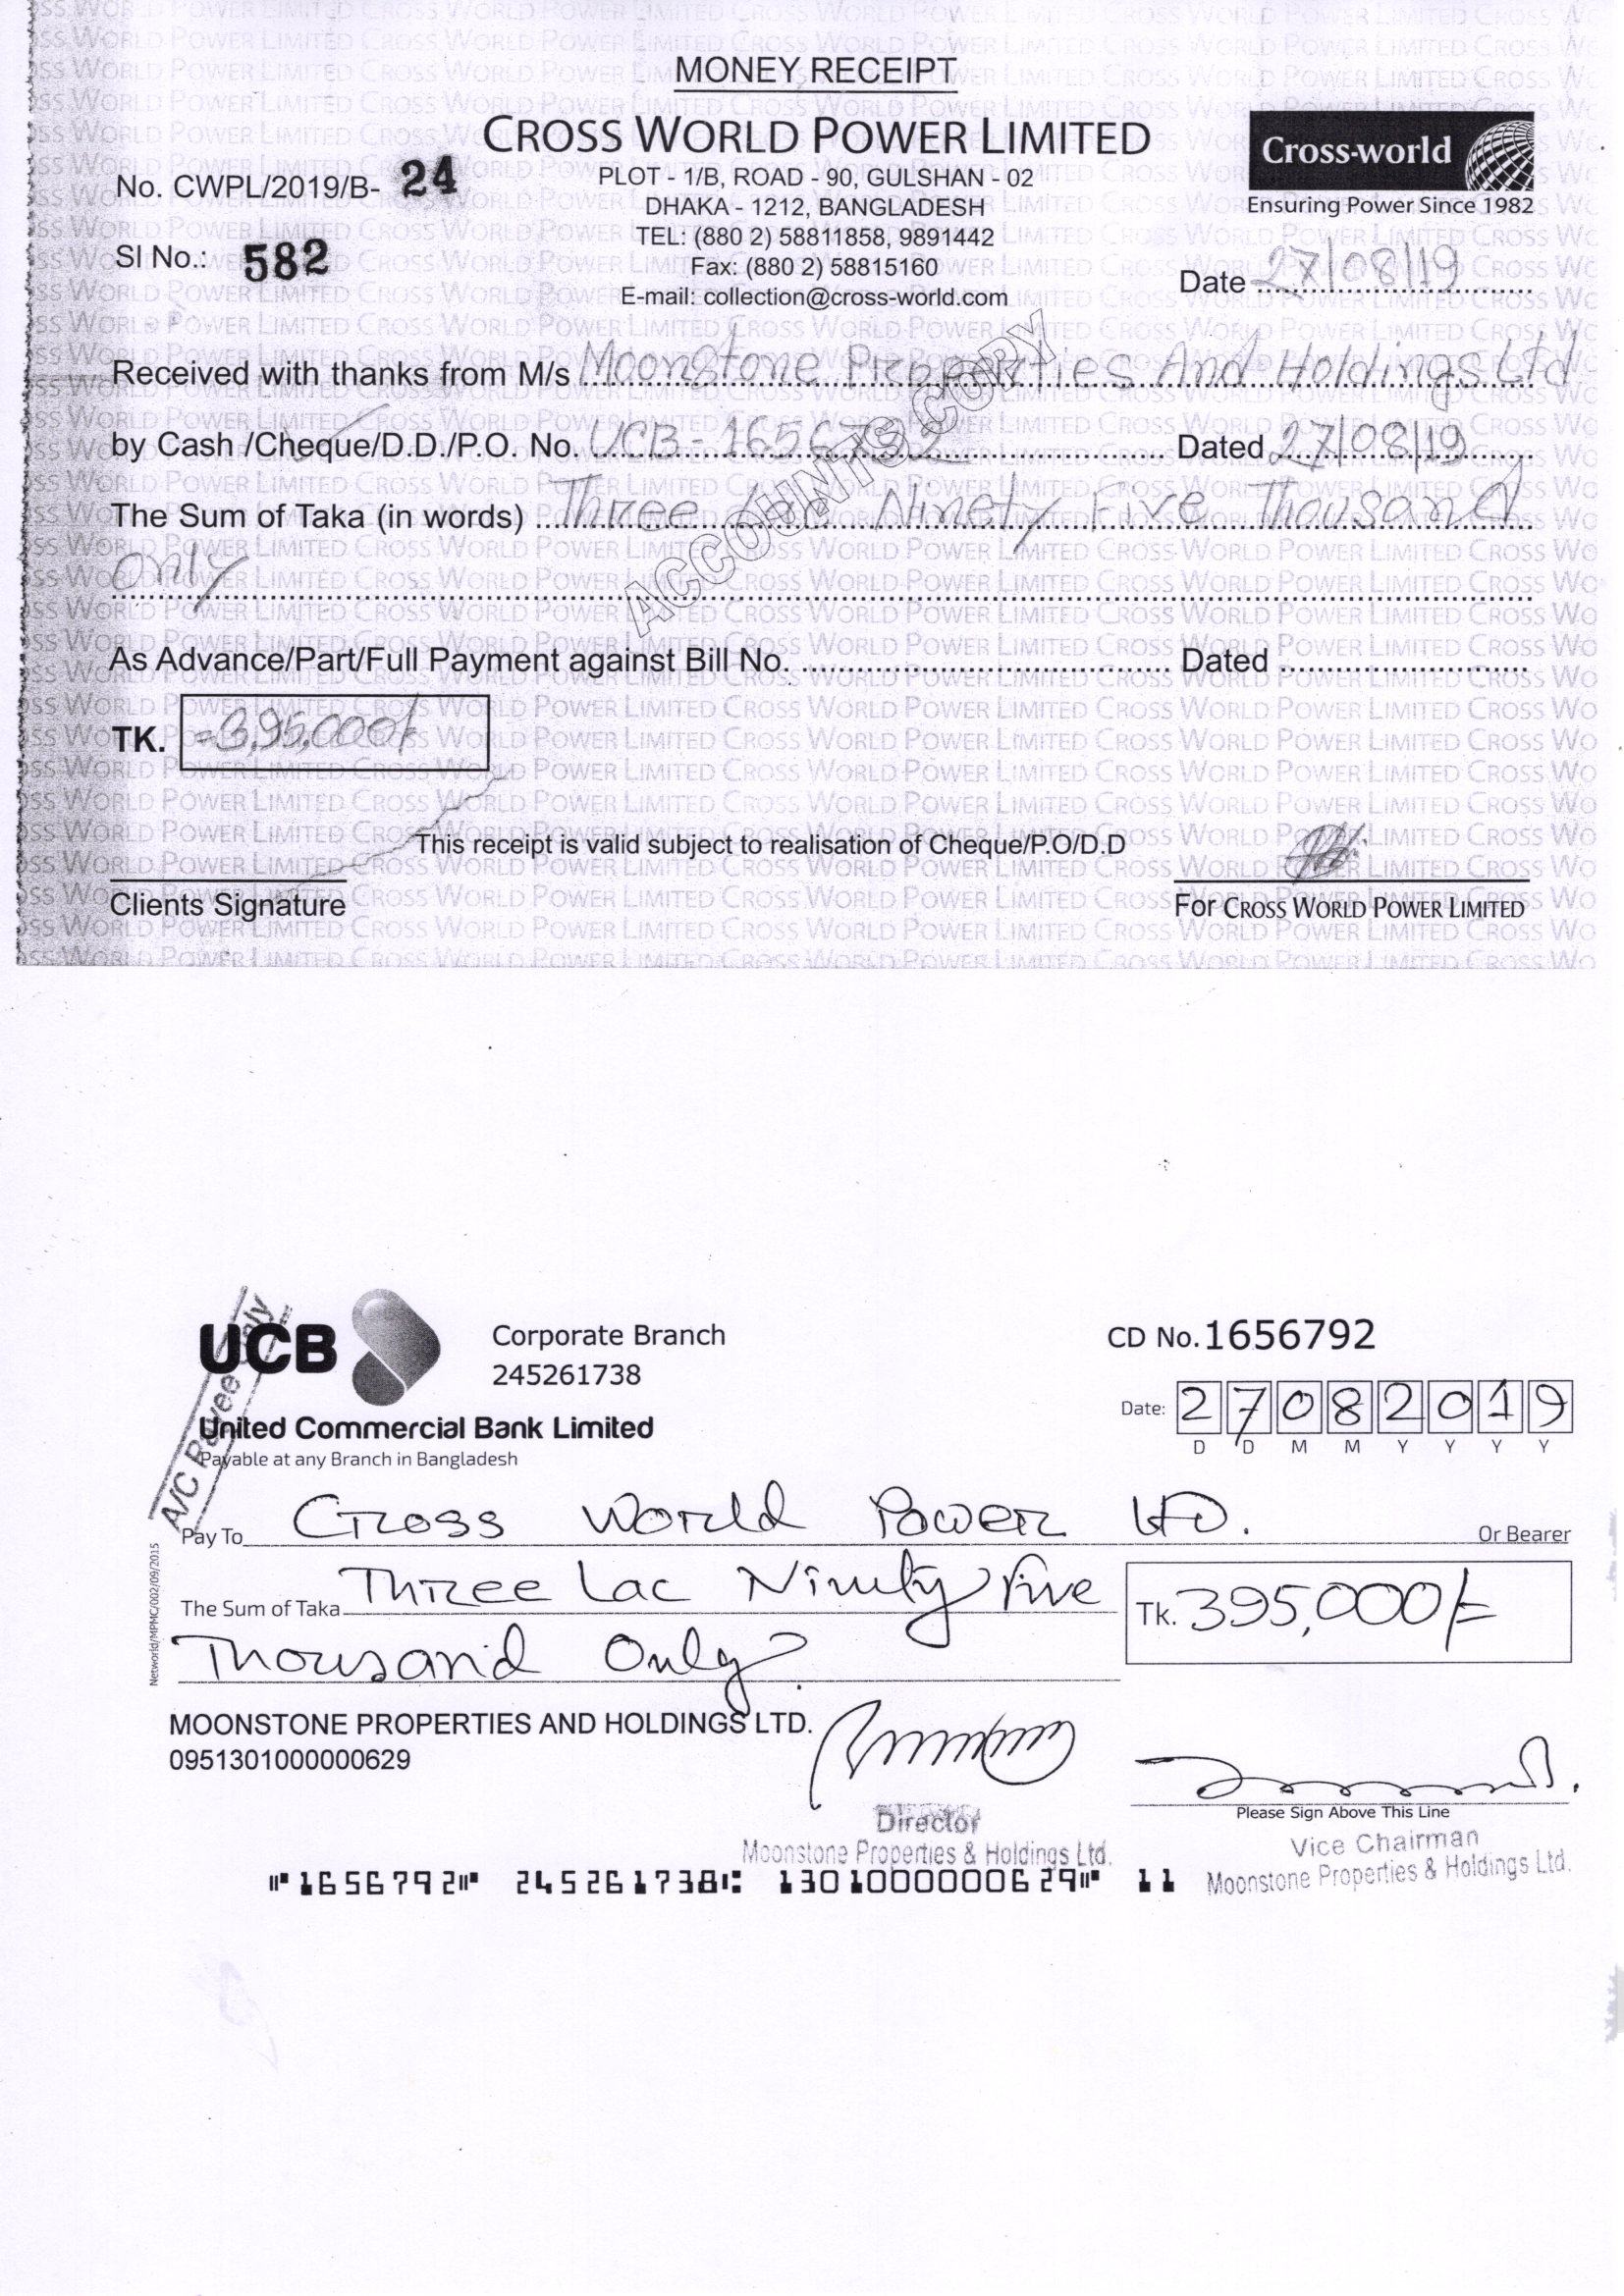 MONEY RECEIPT
CROSS WORLD POWER LIMITED
Cross-world
Ensuring Power Since 1982
No. CWPL/2019/B- 24
PLOT - 1/B, ROAD - 90, GULSHAN - 02
DHAKA - 1212, BANGLADESH
Sl No.: 582
TEL: (880 2) 58811858, 9891442
Fax: (880 2) 58815160
E-mail: collection@cross-world.com
Date 27/08/19
Received with thanks from M/s Moonstone Properties And Holdings Ltd
by Cash /Cheque/D.D./P.O. No. UCB-1656792 Dated 27/08/19
The Sum of Taka (in words) Three Ninety Five Thousand
only
ACCOUNTS COPY
As Advance/Part/Full Payment against Bill No. Dated
TK. =3,95,000/-
This receipt is valid subject to realisation of Cheque/P.O/D.D
Clients Signature
For CROSS WORLD POWER LIMITED
A/C Payee Only
UCB
Corporate Branch
245261738
CD No. 1656792
United Commercial Bank Limited
Payable at any Branch in Bangladesh
Date: 27082019
D D M M Y Y Y Y
Pay To Cross World Power LTD. Or Bearer
The Sum of Taka Three Lac Ninety Five
Tk. 395,000/=
Thousand Only
Networld/MPMC/002/09/2015
MOONSTONE PROPERTIES AND HOLDINGS LTD.
0951301000000629
Please Sign Above This Line
Director
Moonstone Properties & Holdings Ltd.
Vice Chairman
Moonstone Properties & Holdings Ltd.
⑈1656792⑈ 245261738⑆ 1301000000629⑈ 11